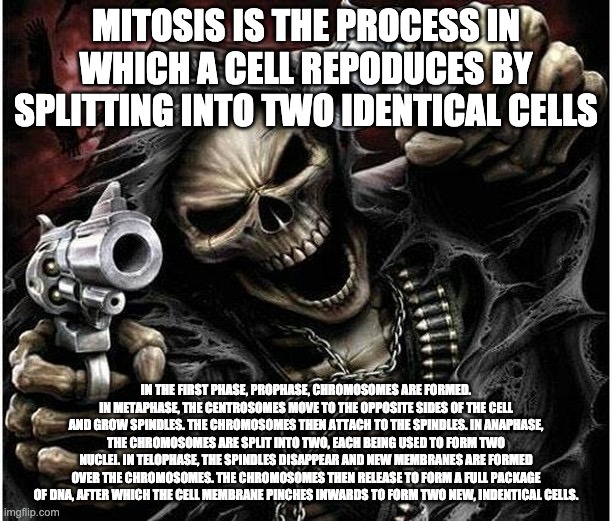 MITOSIS IS THE PROCESS IN
WHICH A CELL REPODUCES BY
SPLITTING INTO TWO IDENTICAL CELLS
IN THE FIRST PHASE, PROPHASE, CHROMOSOMES ARE FORMED.
IN METAPHASE, THE CENTROSOMES MOVE TO THE OPPOSITE SIDES OF THE CELL
AND GROW SPINDLES. THE CHROMOSOMES THEN ATTACH TO THE SPINDLES. IN ANAPHASE,
THE CHROMOSOMES ARE SPLIT INTO TWO, EACH BEING USED TO FORM TWO
NUCLEI. IN TELOPHASE, THE SPINDLES DISAPPEAR AND NEW MEMBRANES ARE FORMED
OVER THE CHROMOSOMES. THE CHROMOSOMES THEN RELEASE TO FORM A FULL PACKAGE
OF DNA, AFTER WHICH THE CELL MEMBRANE PINCHES INWARDS TO FORM TWO NEW, INDENTICAL CELLS.
imgflip.com